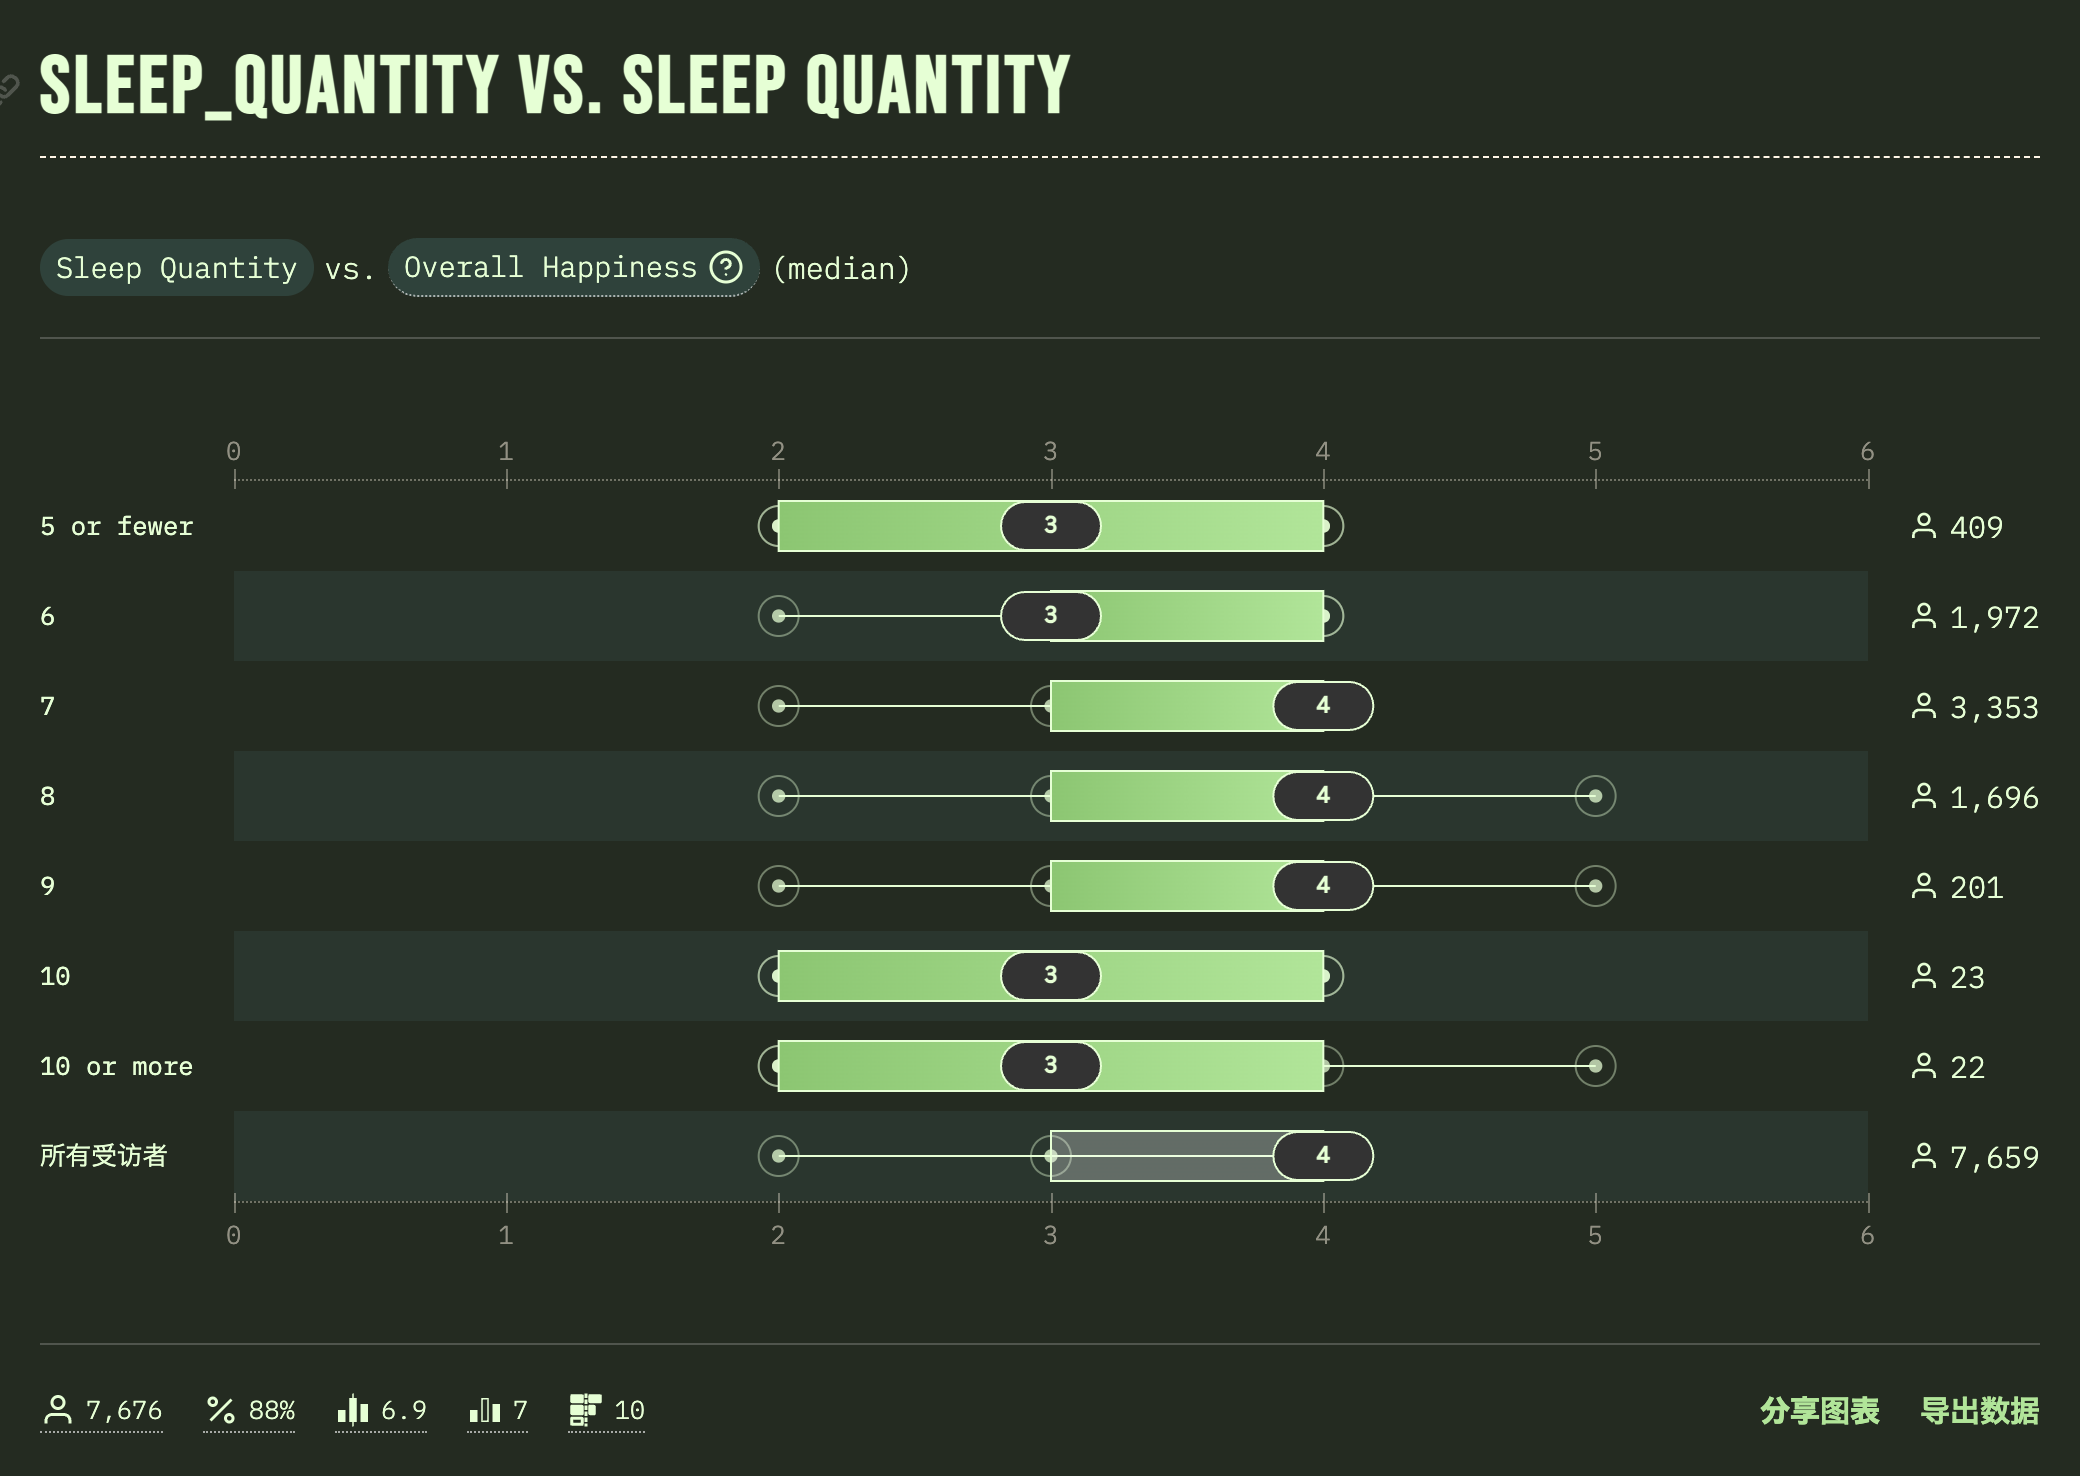 SLEEP_QUANTITY VS. SLEEP QUANTITY
Sleep Quantity vs. Overall Happiness ? (median)
0 1 2 3 4 5 6
5 or fewer 3 409
6 3 1,972
7 4 3,353
8 4 1,696
9 4 201
10 3 23
10 or more 3 22
所有受访者 4 7,659
0 1 2 3 4 5 6
7,676 88% 6.9 7 10 分享图表 导出数据